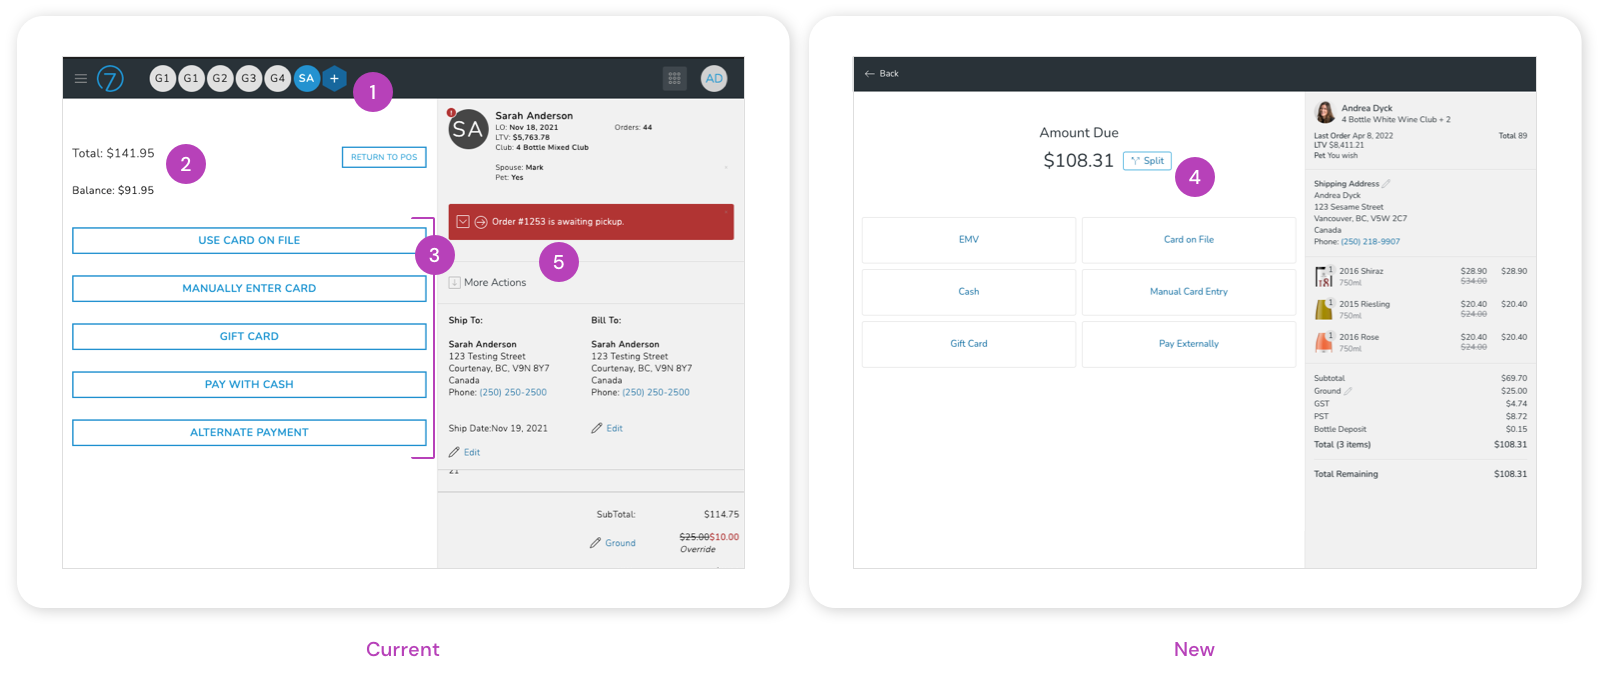 G1 G1 G2 G3 G4 SA +
AD
1
Total: $141.95
2
RETURN TO POS
Balance: $91.95
USE CARD ON FILE
MANUALLY ENTER CARD
GIFT CARD
PAY WITH CASH
ALTERNATE PAYMENT
3
SA
Sarah Anderson
LO: Nov 18, 2021
Orders: 44
LTV: $5,763.78
Club: 4 Bottle Mixed Club
Spouse: Mark
Pet: Yes
Order #1253 is awaiting pickup.
5
More Actions
Ship To:
Sarah Anderson
123 Testing Street
Courtenay, BC, V9N 8Y7
Canada
Phone: (250) 250-2500
Ship Date:Nov 19, 2021
Edit
Bill To:
Sarah Anderson
123 Testing Street
Courtenay, BC, V9N 8Y7
Canada
Phone: (250) 250-2500
Edit
21
SubTotal: $114.75
Ground $25.00$10.00
Override
Current
← Back
Amount Due
$108.31 Split
4
EMV
Card on File
Cash
Manual Card Entry
Gift Card
Pay Externally
Andrea Dyck
4 Bottle White Wine Club + 2
Last Order Apr 8, 2022 Total 89
LTV $8,411.21
Pet You wish
Shipping Address
Andrea Dyck
123 Sesame Street
Vancouver, BC, V5W 2C7
Canada
Phone: (250) 218-9907
1 2016 Shiraz $28.90 $28.90
750ml $34.00
1 2015 Riesling $20.40 $20.40
750ml $24.00
1 2016 Rose $20.40 $20.40
750ml $24.00
Subtotal $69.70
Ground $25.00
GST $4.74
PST $8.72
Bottle Deposit $0.15
Total (3 items) $108.31
Total Remaining $108.31
New